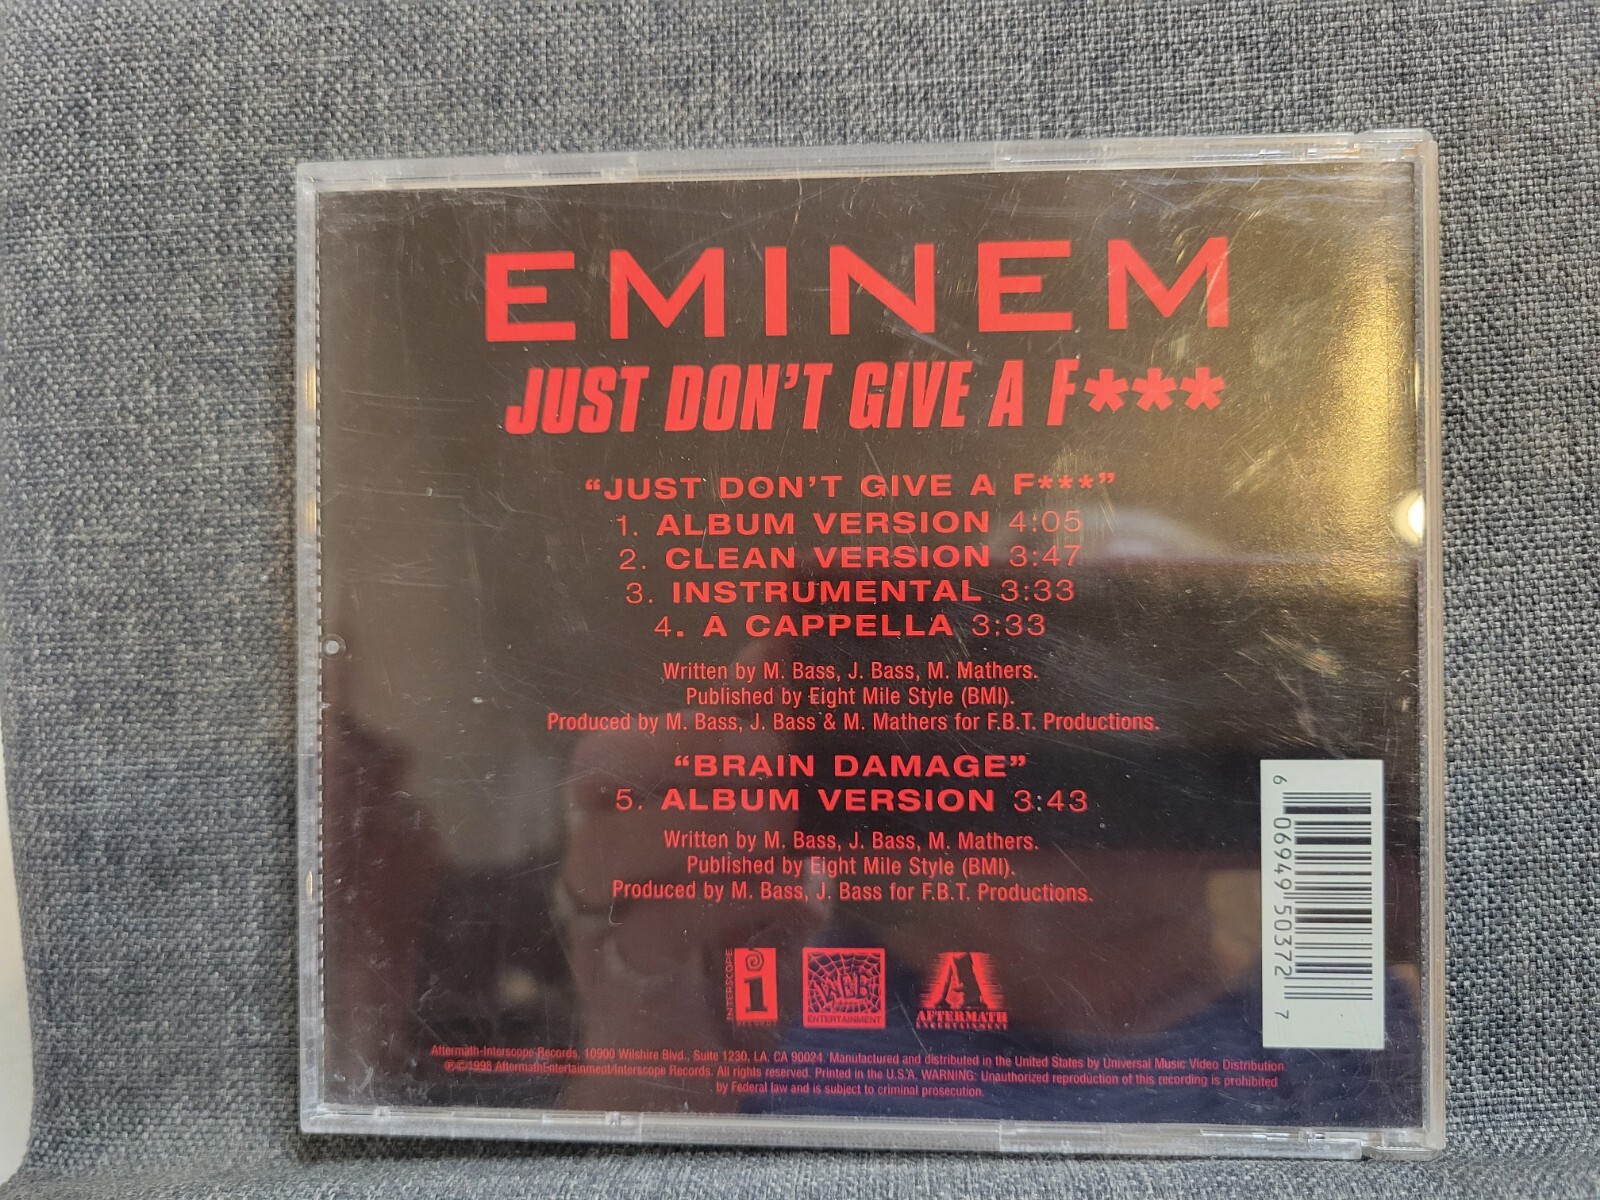 EMINEM
JUST DON'T GIVE A F***
“JUST DON'T GIVE A F***”
1. ALBUM VERSION 4:05
2. CLEAN VERSION 3:47
3. INSTRUMENTAL 3:33
4. A CAPPELLA 3:33
Written by M. Bass, J. Bass, M. Mathers.
Published by Eight Mile Style (BMI).
Produced by M. Bass, J. Bass & M. Mathers for F.B.T. Productions.
“BRAIN DAMAGE”
5. ALBUM VERSION 3:43
Written by M. Bass, J. Bass, M. Mathers.
Published by Eight Mile Style (BMI).
Produced by M. Bass, J. Bass for F.B.T. Productions.
6 06949 50372 7
INTERSCOPE
i
RECORDS
WEB
ENTERTAINMENT
A
AFTERMATH
ENTERTAINMENT
Aftermath-Interscope Records, 10900 Wilshire Blvd., Suite 1230, LA, CA 90024. Manufactured and distributed in the United States by Universal Music Video Distribution.
℗©1998 AftermathEntertainment/Interscope Records. All rights reserved. Printed in the U.S.A. WARNING: Unauthorized reproduction of this recording is prohibited
by Federal law and is subject to criminal prosecution.